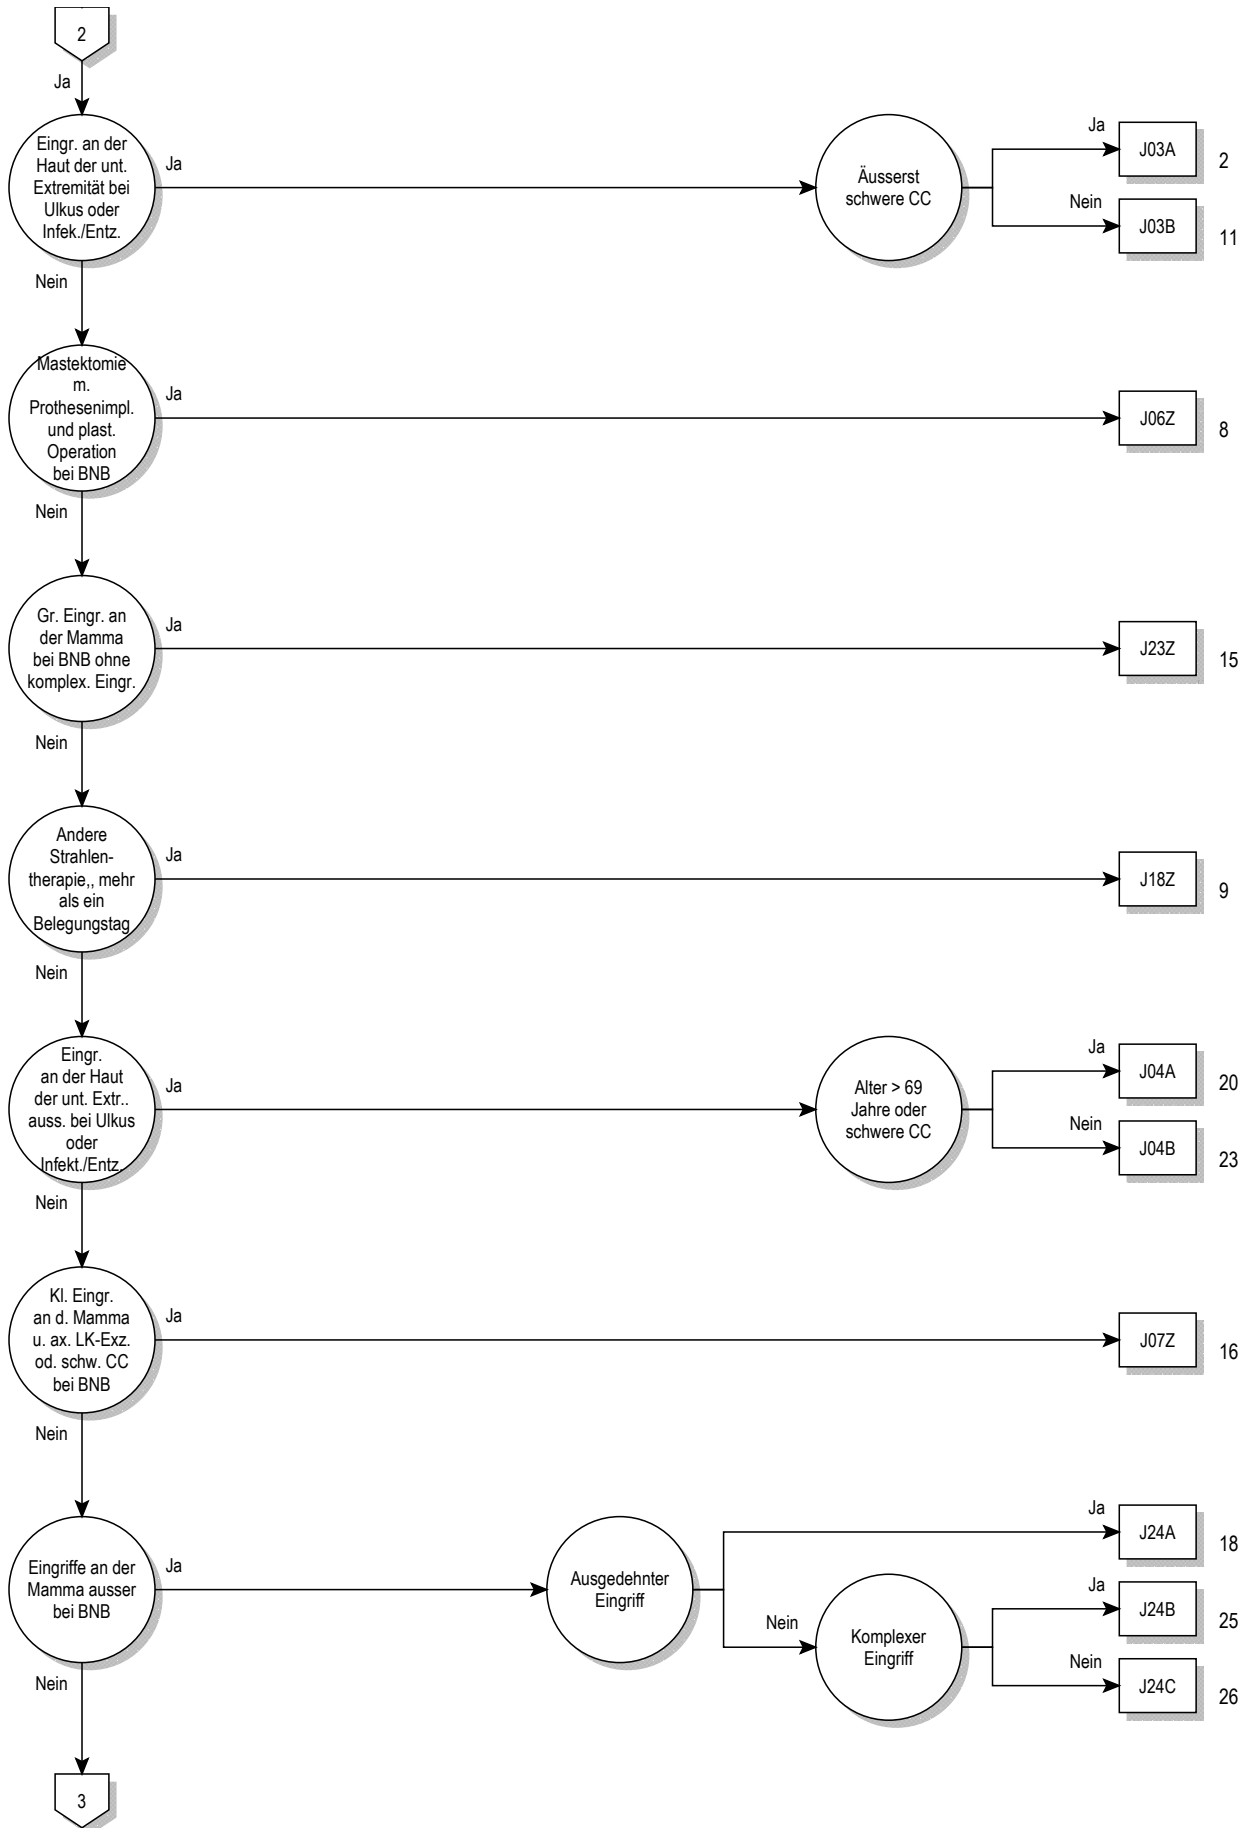 2
Ja
Eingr. an der
Haut der unt.
Extremität bei
Ulkus oder
Infek./Entz.
Ja
Äusserst
schwere CC
Ja
J03A
2
Nein
J03B
11
Nein
Mastektomie
m.
Prothesenimpl.
und plast.
Operation
bei BNB
Ja
J06Z
8
Nein
Gr. Eingr. an
der Mamma
bei BNB ohne
komplex. Eingr.
Ja
J23Z
15
Nein
Andere
Strahlen-
therapie,, mehr
als ein
Belegungstag
Ja
J18Z
9
Nein
Eingr.
an der Haut
der unt. Extr..
auss. bei Ulkus
oder
Infekt./Entz.
Ja
Alter > 69
Jahre oder
schwere CC
Ja
J04A
20
Nein
J04B
23
Nein
Kl. Eingr.
an d. Mamma
u. ax. LK-Exz.
od. schw. CC
bei BNB
Ja
J07Z
16
Nein
Eingriffe an der
Mamma ausser
bei BNB
Ja
Ausgedehnter
Eingriff
Ja
J24A
18
Nein
Komplexer
Eingriff
Ja
J24B
25
Nein
J24C
26
Nein
3